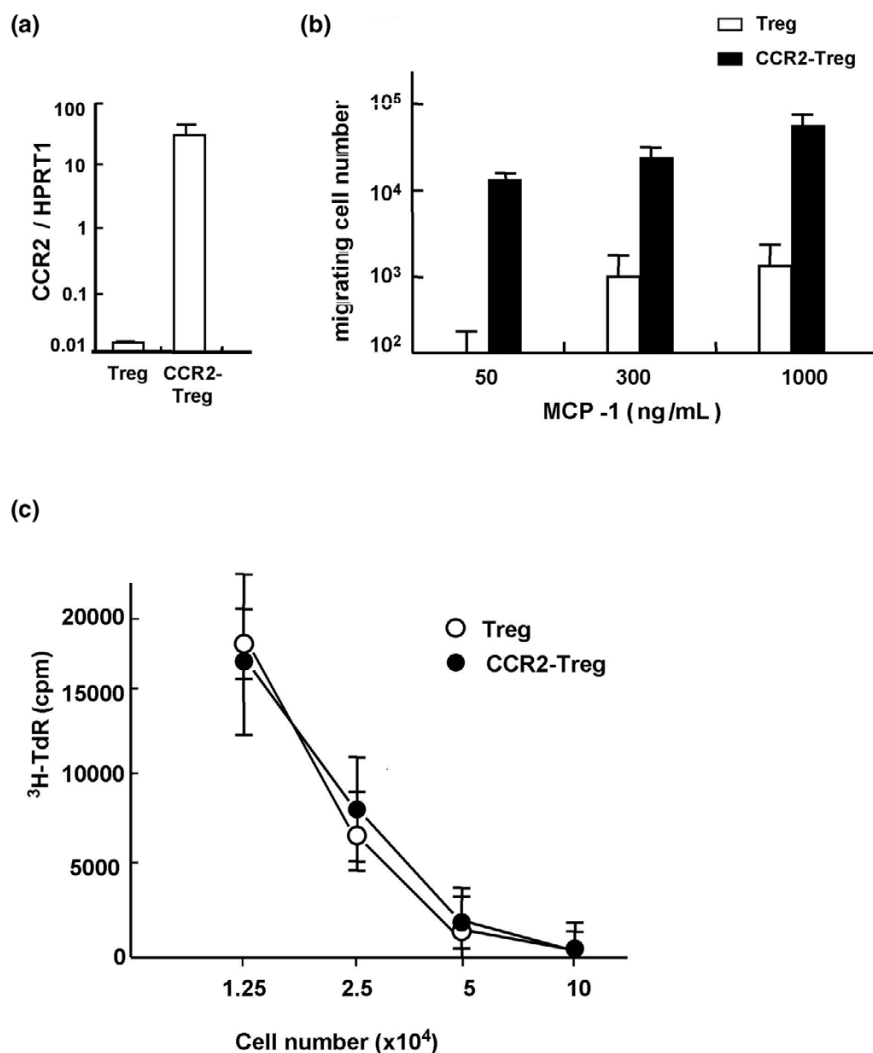 (a)
CCR2 / HPRT1
100
10
1
0.1
0.01
Treg
CCR2-
Treg
(b)
Treg
CCR2-Treg
migrating cell number
10⁵
10⁴
10³
10²
50
300
1000
MCP -1 ( ng/mL )
(c)
³H-TdR (cpm)
20000
15000
10000
5000
0
Treg
CCR2-Treg
1.25
2.5
5
10
Cell number (x10⁴)